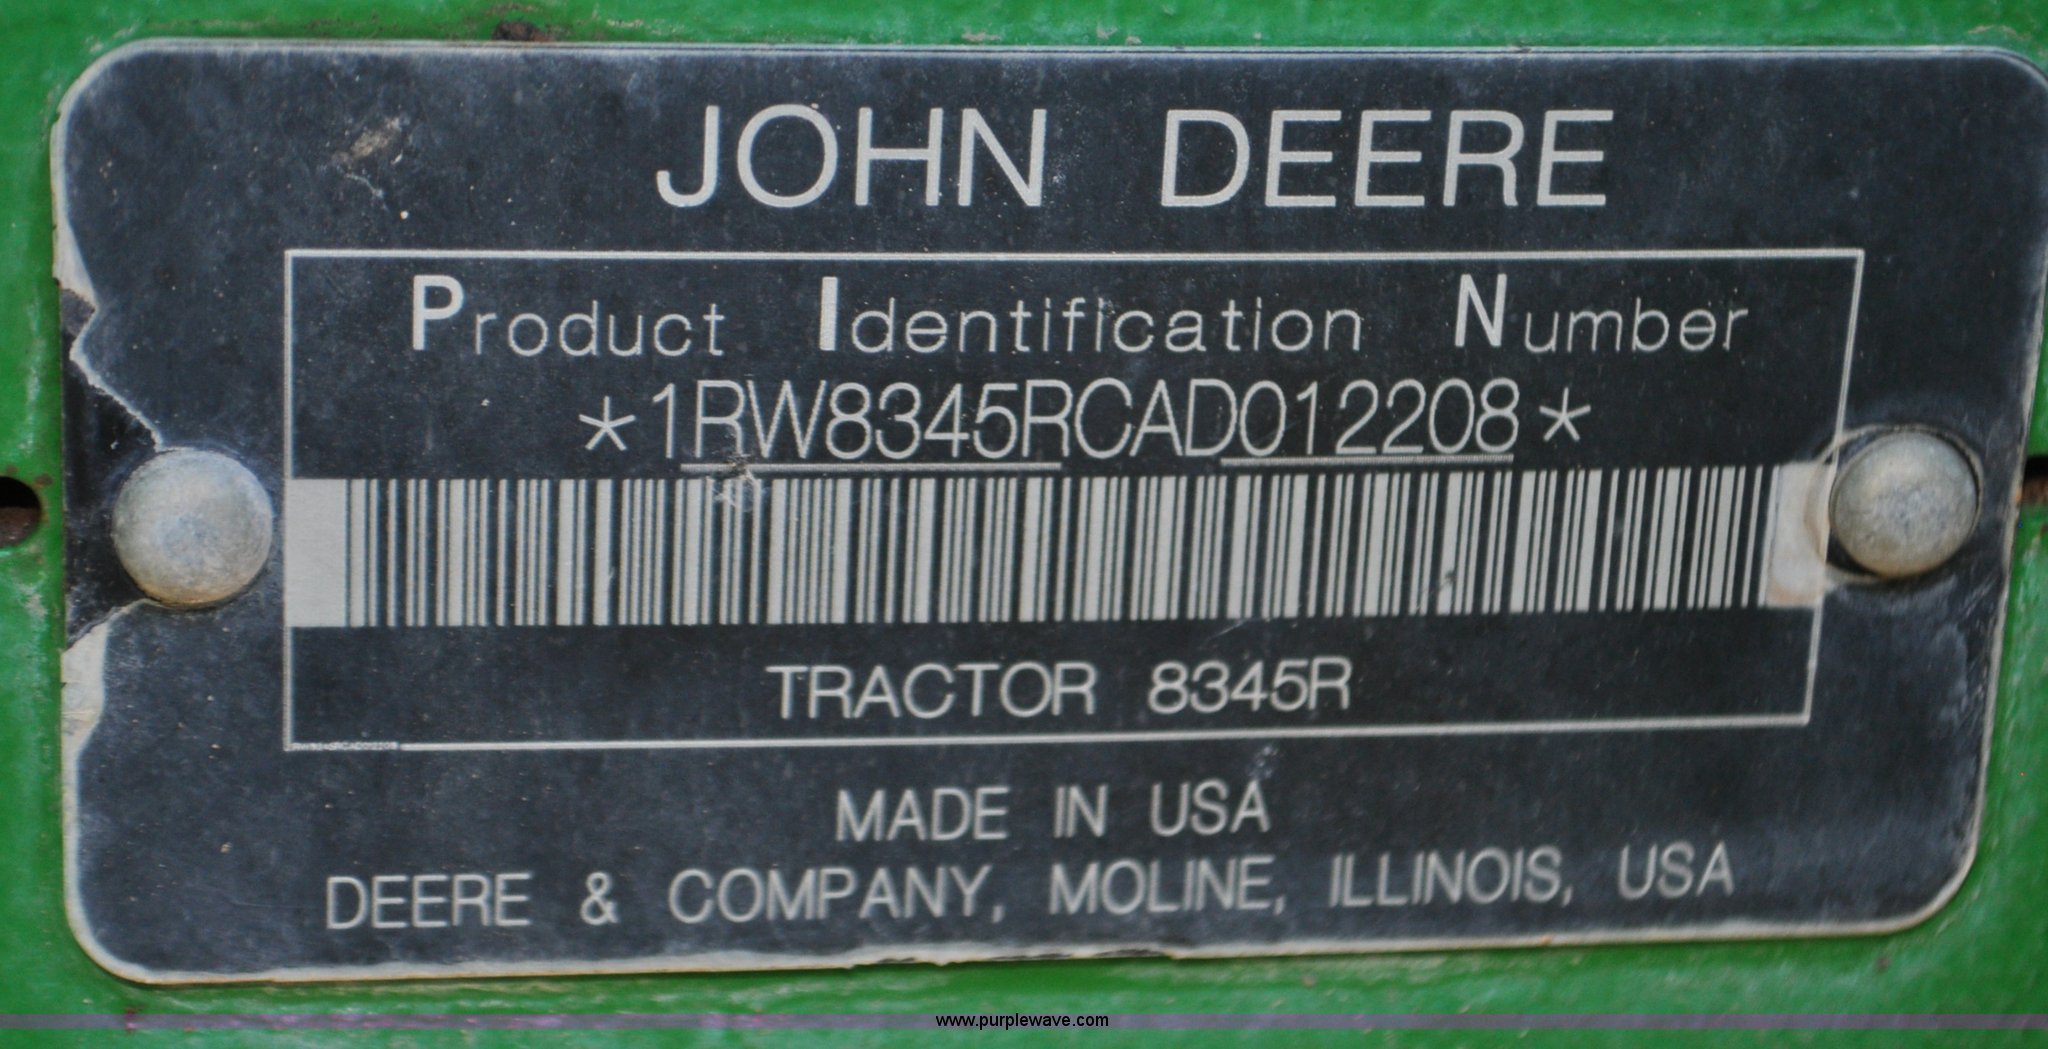 JOHN DEERE
Product Identification Number
*1RW8345RCAD012208*
TRACTOR 8345R
MADE IN USA
DEERE & COMPANY, MOLINE, ILLINOIS, USA
www.purplewave.com